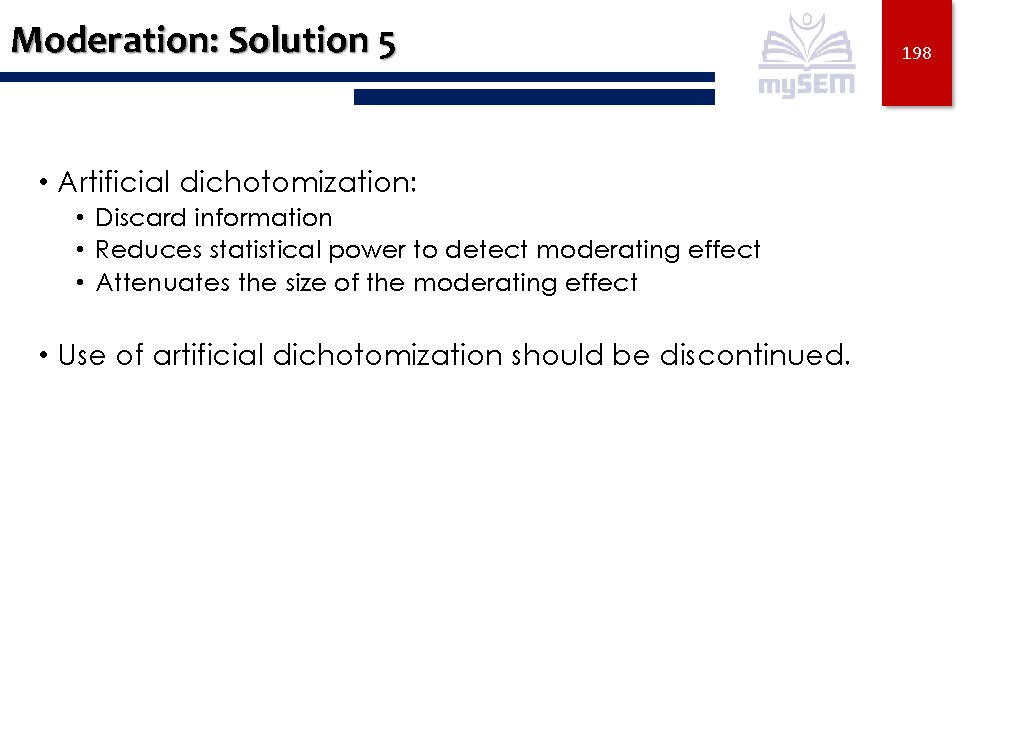 Moderation: Solution 5
mySEM
198
• Artificial dichotomization:
• Discard information
• Reduces statistical power to detect moderating effect
• Attenuates the size of the moderating effect
• Use of artificial dichotomization should be discontinued.